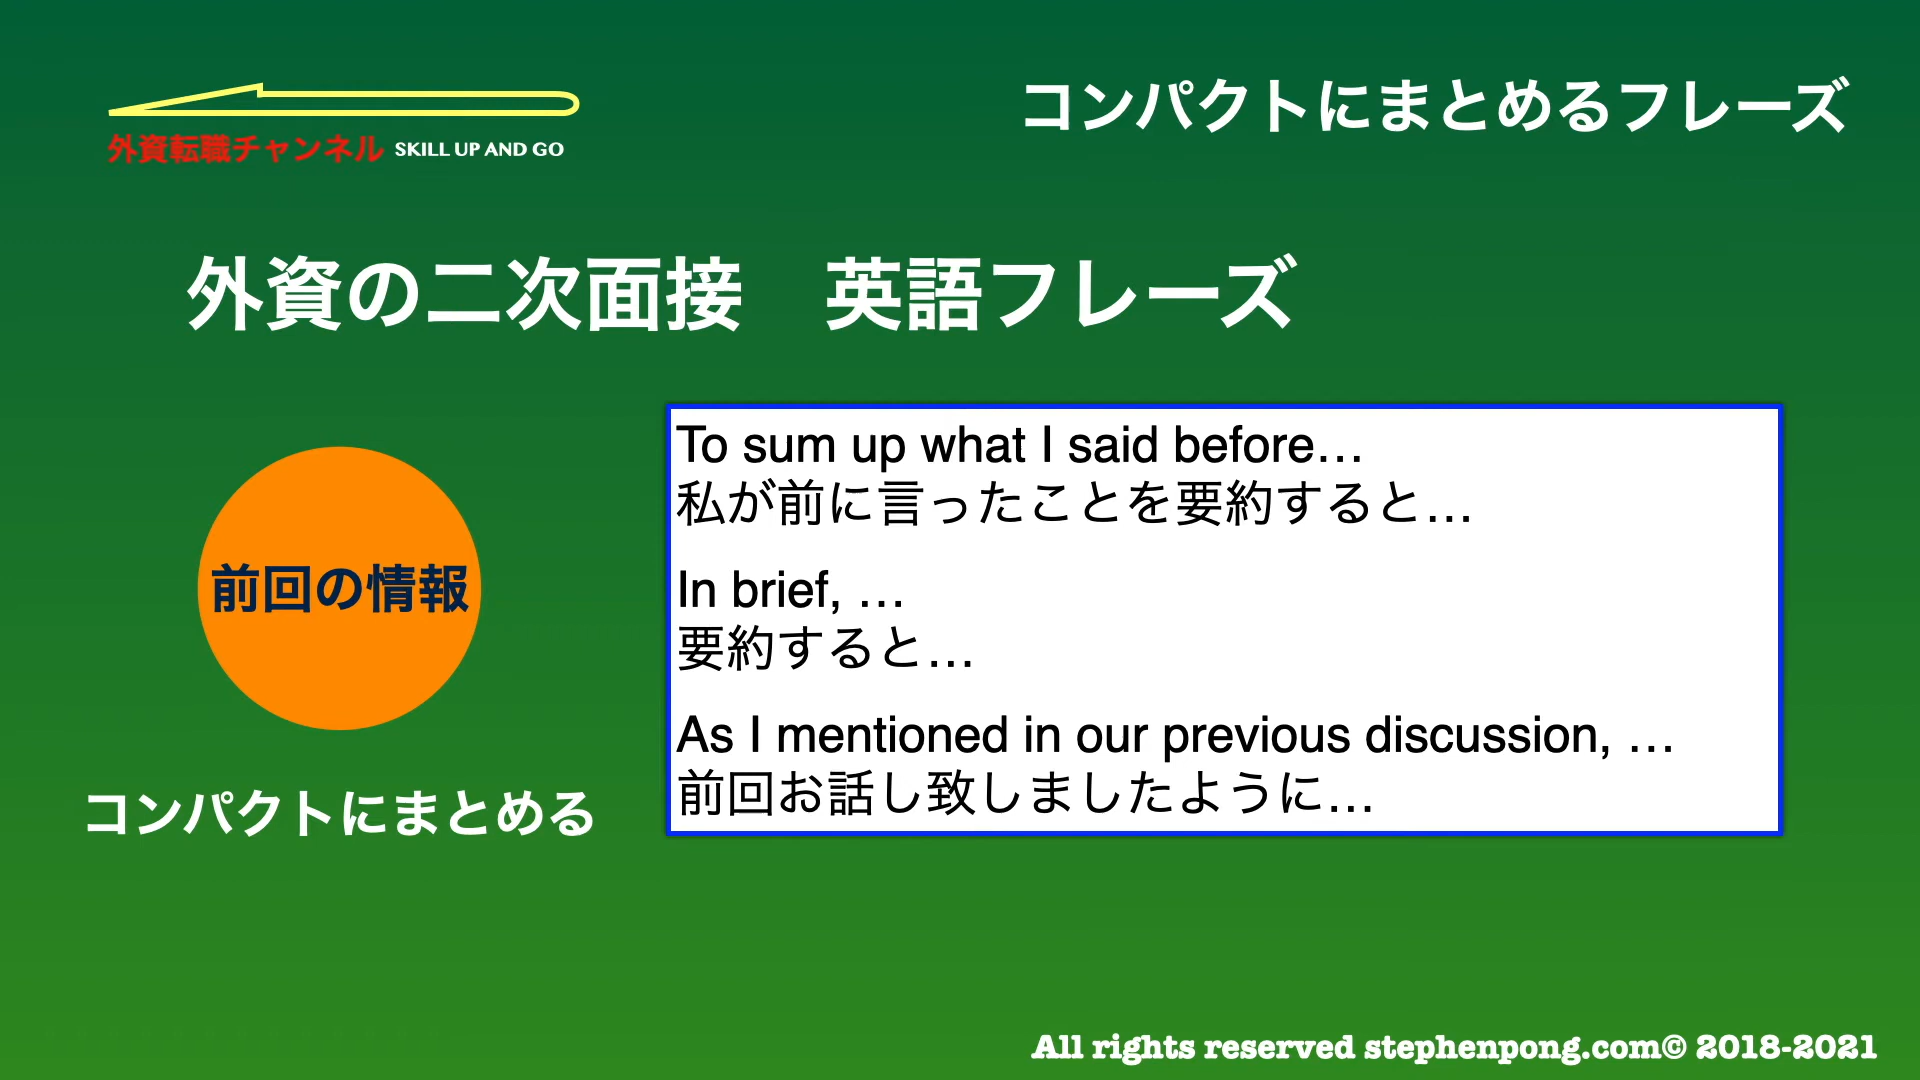 コンパクトにまとめるフレーズ
外資転職チャンネル SKILL UP AND GO
外資の二次面接　英語フレーズ
前回の情報
コンパクトにまとめる
To sum up what I said before…
私が前に言ったことを要約すると…
In brief, …
要約すると…
As I mentioned in our previous discussion, …
前回お話し致しましたように…
All rights reserved stephenpong.com© 2018-2021